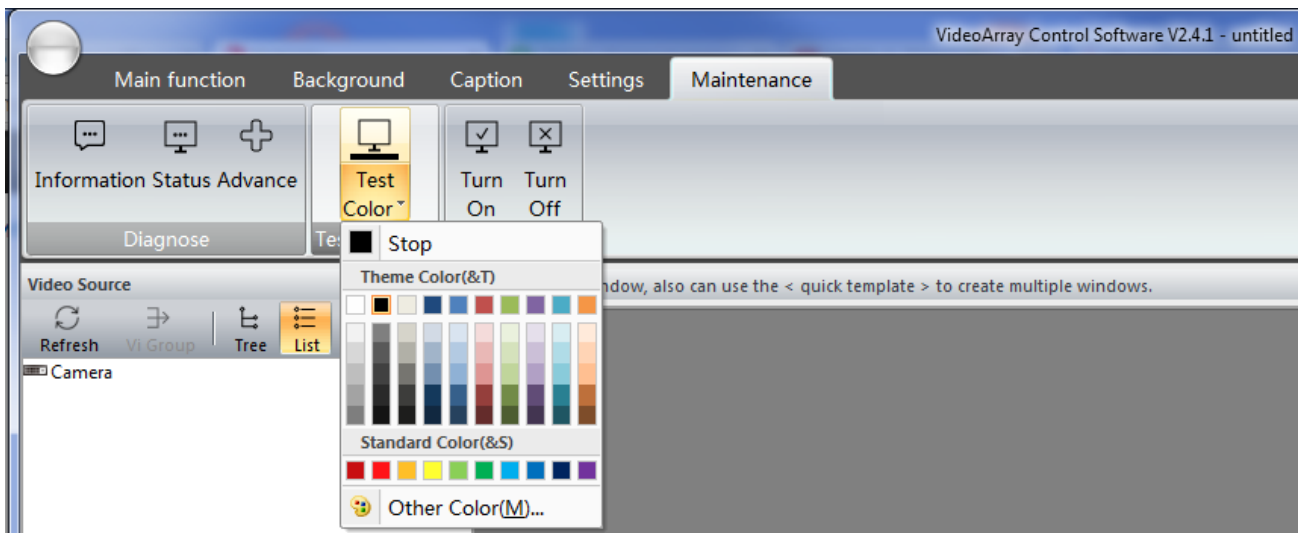 VideoArray Control Software V2.4.1 - untitled
Main function Background Caption Settings Maintenance
Information Status Advance Test Color Turn On Turn Off
Diagnose
Stop
Theme Color(&T)
Video Source
also can use the < quick template > to create multiple windows.
Refresh Vi Group Tree List
Camera
Standard Color(&S)
Other Color(M)...